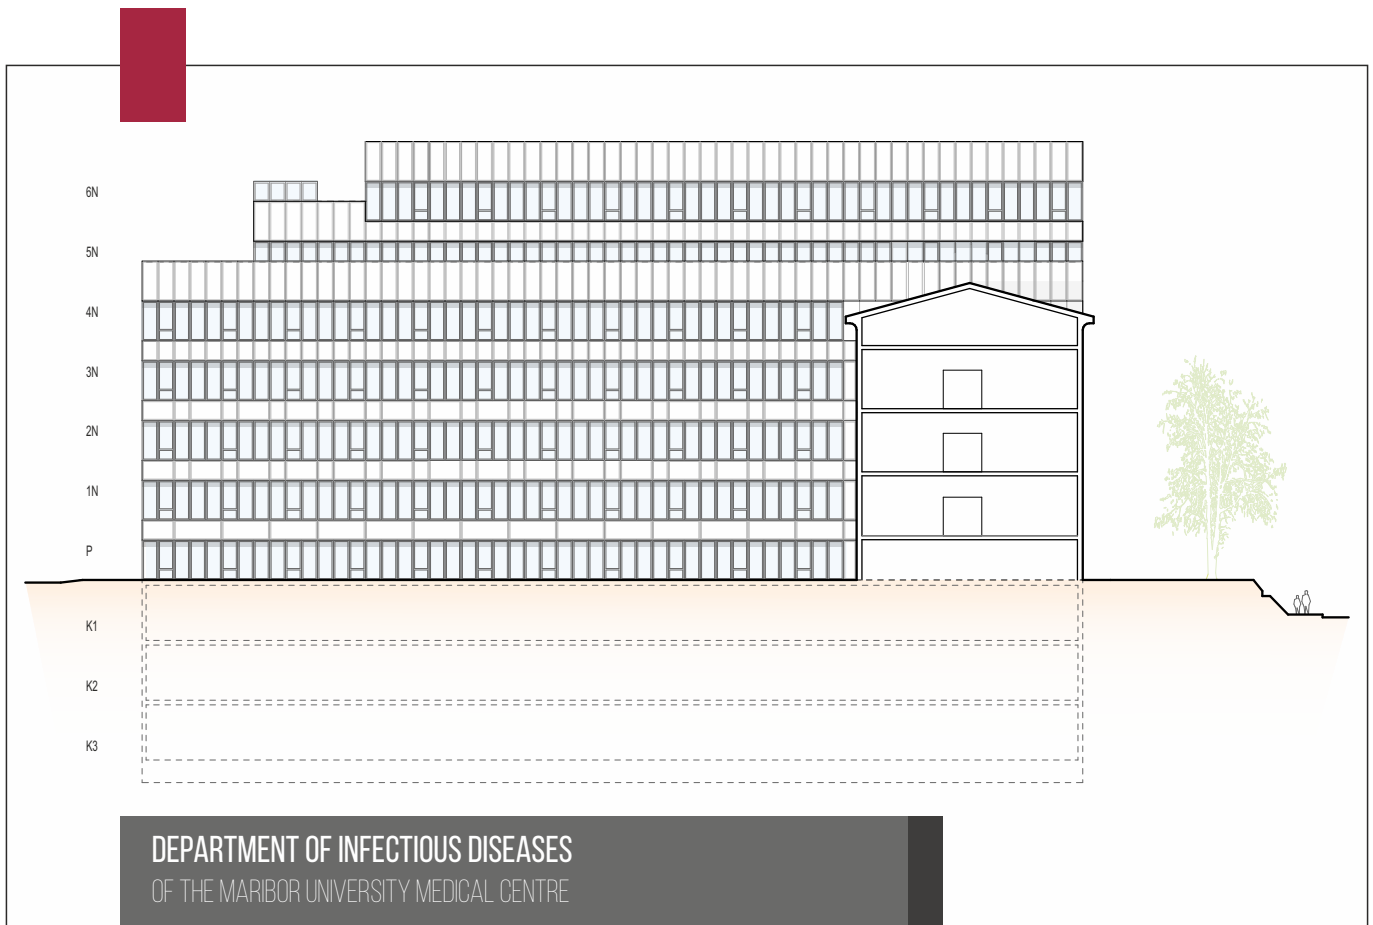 6N
5N
4N
3N
2N
1N
P
K1
K2
K3
DEPARTMENT OF INFECTIOUS DISEASES
OF THE MARIBOR UNIVERSITY MEDICAL CENTRE